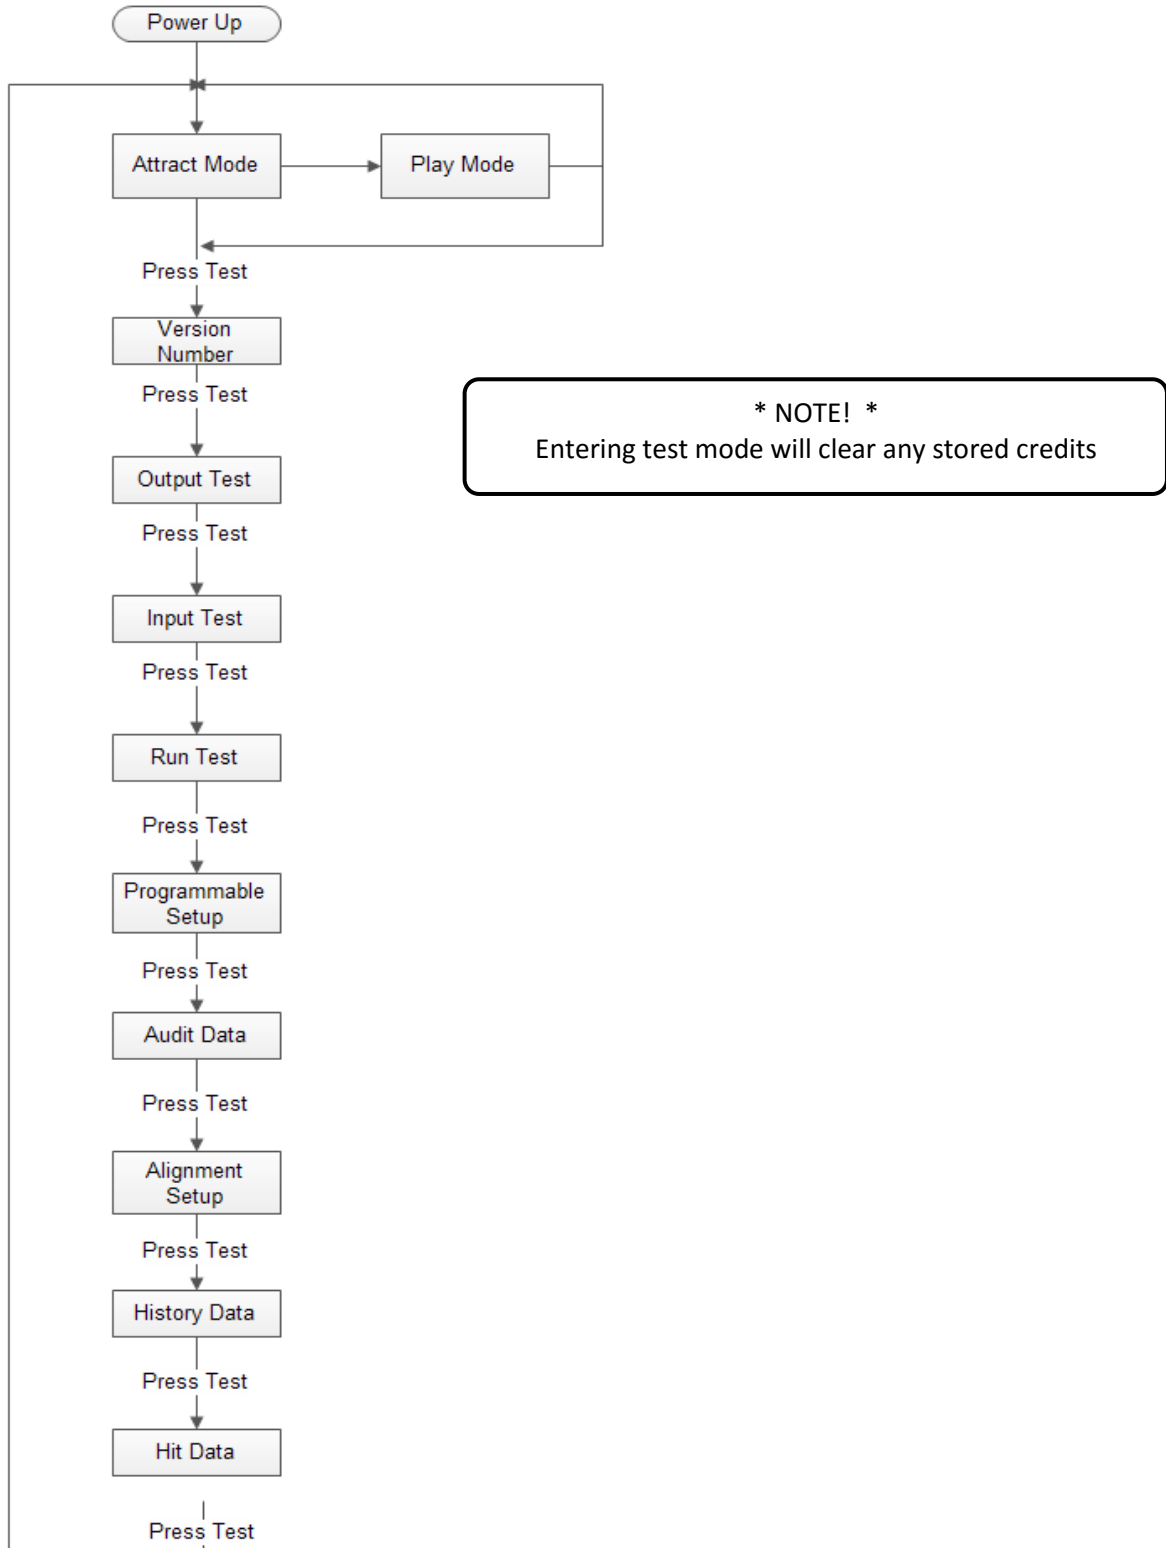 Power Up
Attract Mode
Play Mode
Press Test
Version
Number
Press Test
* NOTE!  *
Entering test mode will clear any stored credits
Output Test
Press Test
Input Test
Press Test
Run Test
Press Test
Programmable
Setup
Press Test
Audit Data
Press Test
Alignment
Setup
Press Test
History Data
Press Test
Hit Data
Press Test